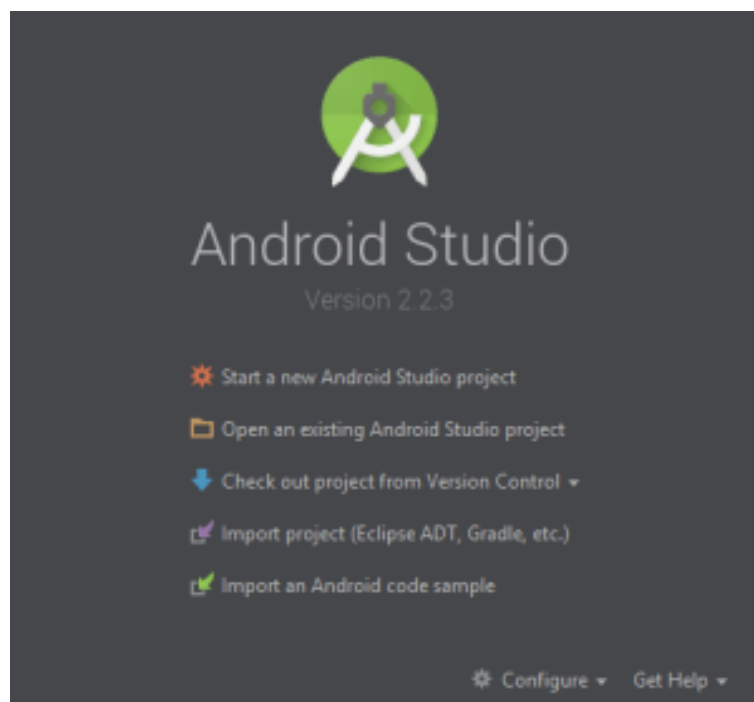 Android Studio
Version 2.2.3
Start a new Android Studio project
Open an existing Android Studio project
Check out project from Version Control
Import project (Eclipse ADT, Gradle, etc.)
Import an Android code sample
Configure Get Help